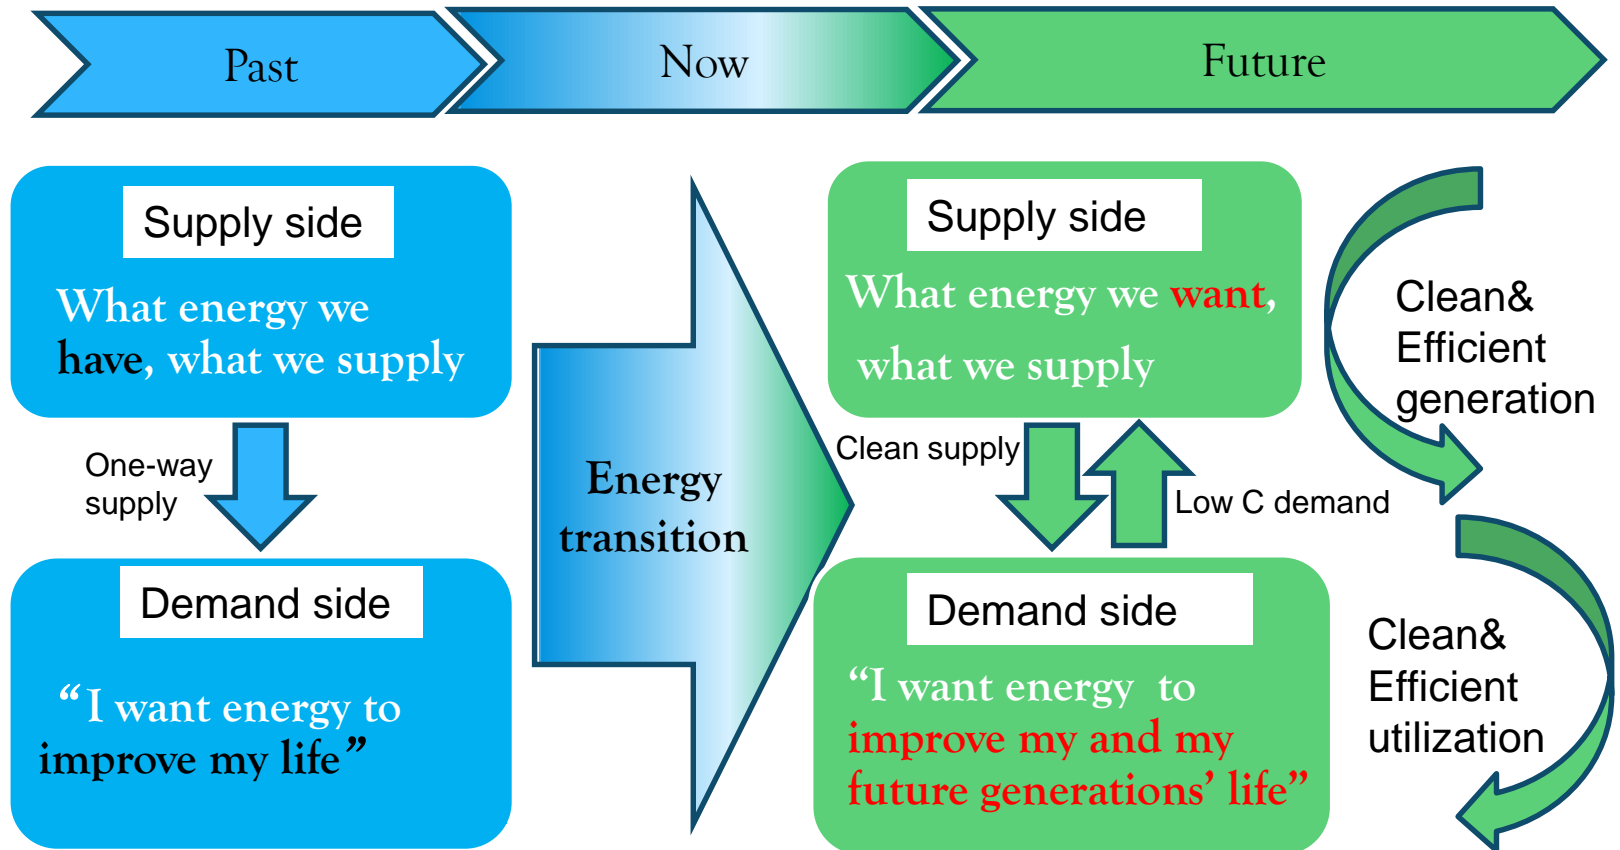 Past
Now
Future
Supply side
What energy we
have, what we supply
One-way
supply
Demand side
“I want energy to
improve my life”
Energy
transition
Supply side
What energy we want,
what we supply
Clean supply
Low C demand
Demand side
“I want energy to
improve my and my
future generations’ life”
Clean&
Efficient
generation
Clean&
Efficient
utilization